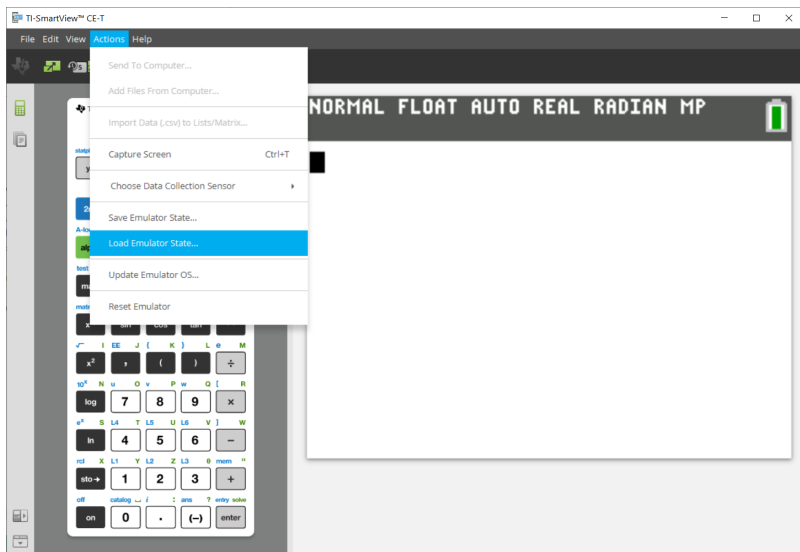 TI-SmartView™ CE-T
File Edit View Actions Help
Send To Computer...
Add Files From Computer...
Import Data (.csv) to Lists/Matrix...
Capture Screen Ctrl+T
Choose Data Collection Sensor
Save Emulator State...
Load Emulator State...
Update Emulator OS...
Reset Emulator
NORMAL FLOAT AUTO REAL RADIAN MP
sin cos tan
√‾ I EE J { K } L e M
x² , ( ) ÷
10ˣ N u O v P w Q [ R
log 7 8 9 ×
eˣ S L4 T L5 U L6 V ] W
ln 4 5 6 −
rcl X L1 Y L2 Z L3 θ mem "
sto→ 1 2 3 +
off catalog ⎵ i : ans ? entry solve
on 0 . (–) enter